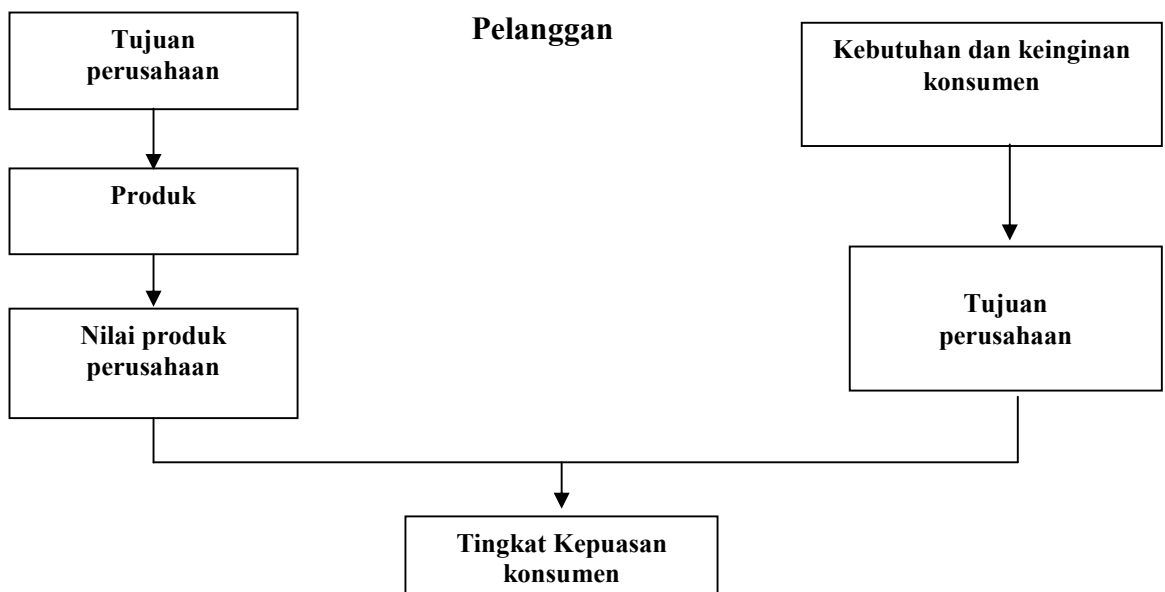 Pelanggan
Tujuan
perusahaan
Produk
Nilai produk
perusahaan
Kebutuhan dan keinginan
konsumen
Tujuan
perusahaan
Tingkat Kepuasan
konsumen